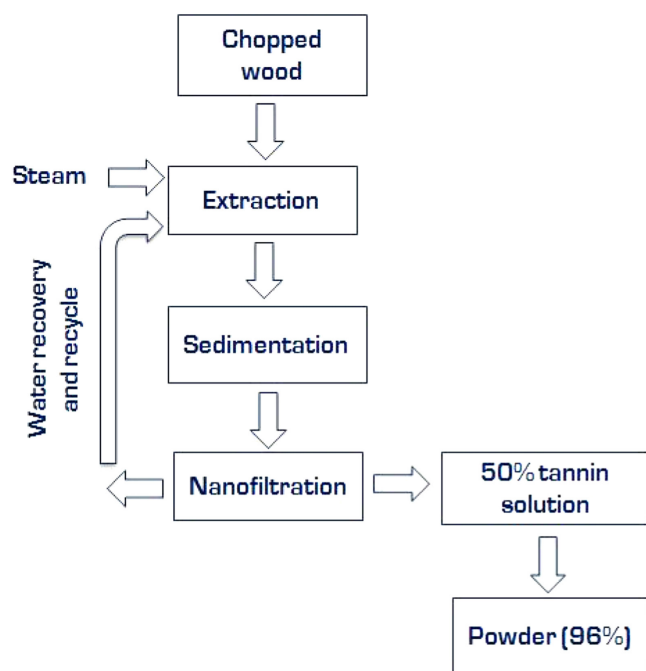 Chopped
wood
Steam
Extraction
Water recovery
and recycle
Sedimentation
Nanofiltration
50% tannin
solution
Powder (96%)